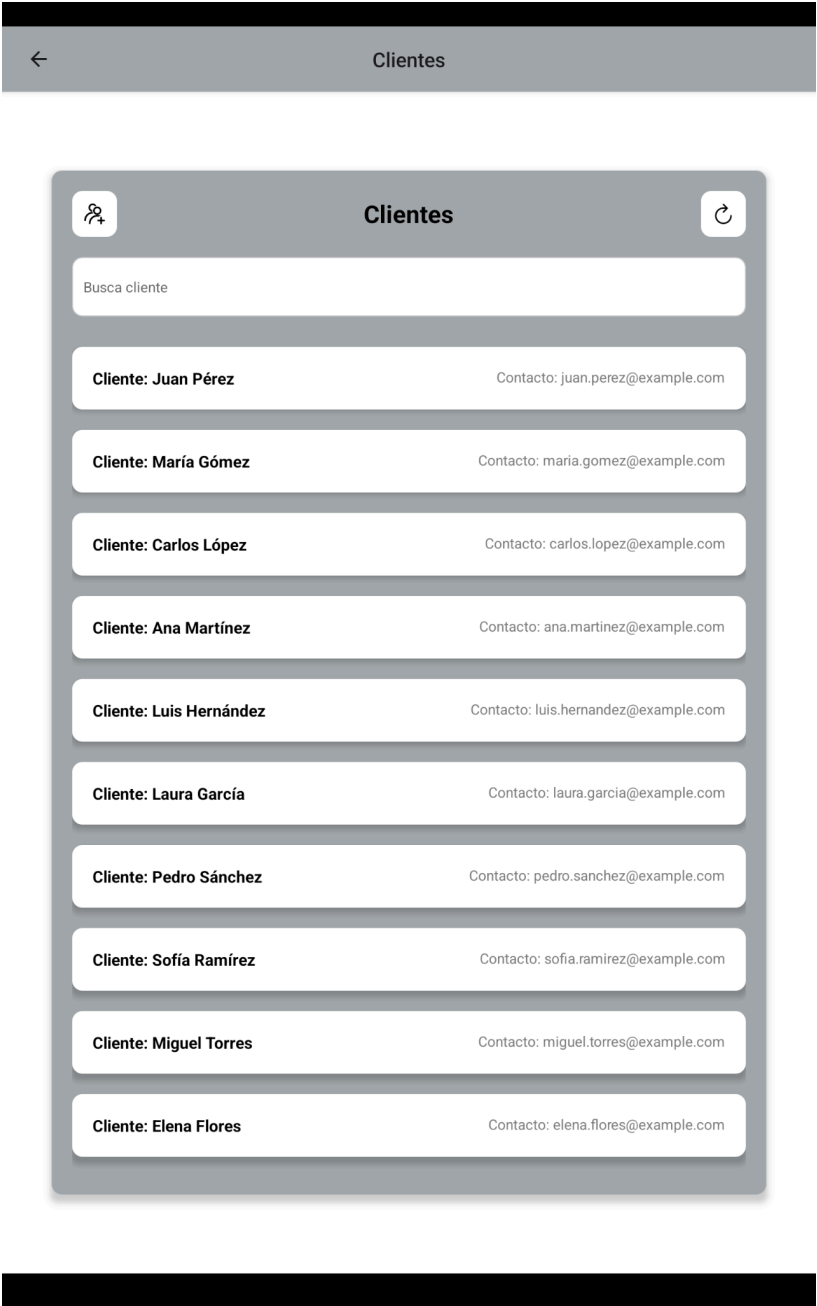 Clientes
Clientes
Busca cliente
Cliente: Juan Pérez Contacto: juan.perez@example.com
Cliente: María Gómez Contacto: maria.gomez@example.com
Cliente: Carlos López Contacto: carlos.lopez@example.com
Cliente: Ana Martínez Contacto: ana.martinez@example.com
Cliente: Luis Hernández Contacto: luis.hernandez@example.com
Cliente: Laura García Contacto: laura.garcia@example.com
Cliente: Pedro Sánchez Contacto: pedro.sanchez@example.com
Cliente: Sofía Ramírez Contacto: sofia.ramirez@example.com
Cliente: Miguel Torres Contacto: miguel.torres@example.com
Cliente: Elena Flores Contacto: elena.flores@example.com